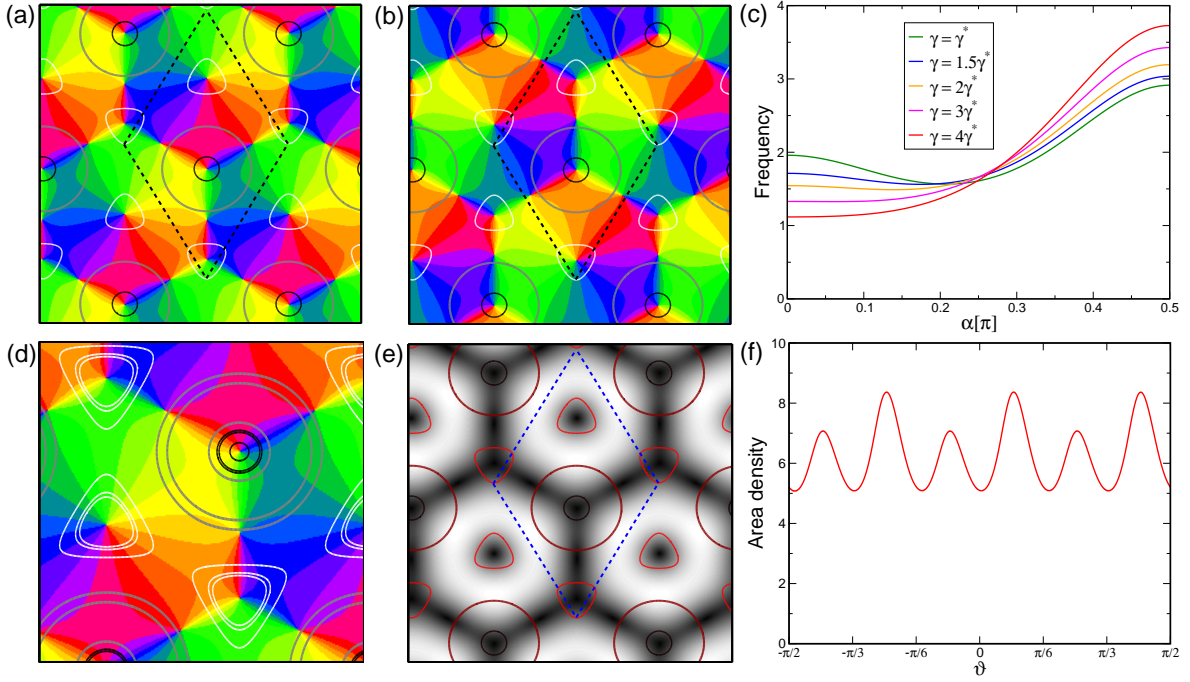 (a)
(b)
(c)
4
3
2
1
0
Frequency
γ = γ*
γ = 1.5γ*
γ = 2γ*
γ = 3γ*
γ = 4γ*
0 0.1 0.2 0.3 0.4 0.5
α[π]
(d)
(e)
(f)
10
8
6
4
2
0
Area density
-π/2 -π/3 -π/6 0 π/6 π/3 π/2
ϑ